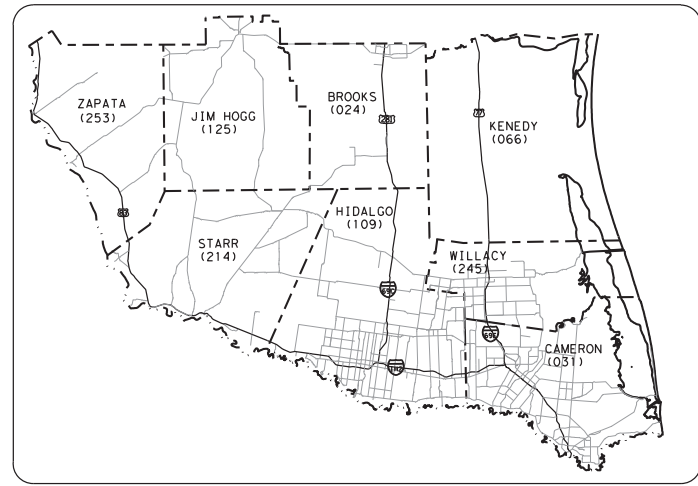 ZAPATA
(253)
JIM HOGG
(125)
BROOKS
(024)
281
77
KENEDY
(066)
83
STARR
(214)
HIDALGO
(109)
WILLACY
(245)
69C
69E
CAMERON
(031)